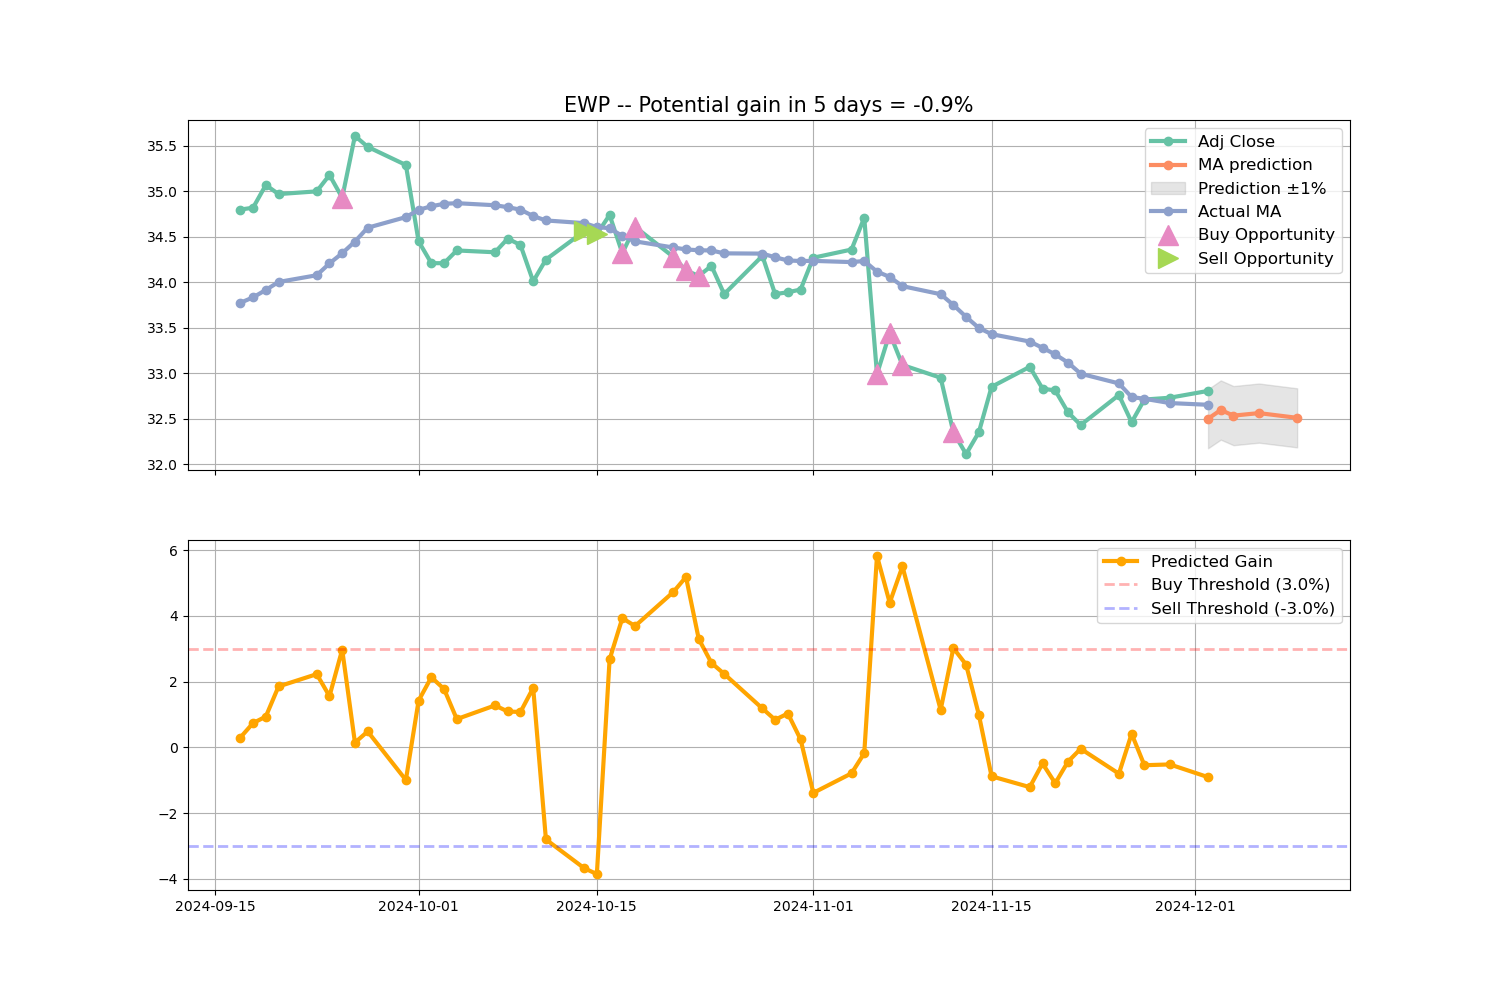 EWP -- Potential gain in 5 days = -0.9%
35.5
35.0
34.5
34.0
33.5
33.0
32.5
32.0
Adj Close
MA prediction
Prediction ±1%
Actual MA
Buy Opportunity
Sell Opportunity
6
4
2
0
−2
−4
Predicted Gain
Buy Threshold (3.0%)
Sell Threshold (-3.0%)
2024-09-15 2024-10-01 2024-10-15 2024-11-01 2024-11-15 2024-12-01